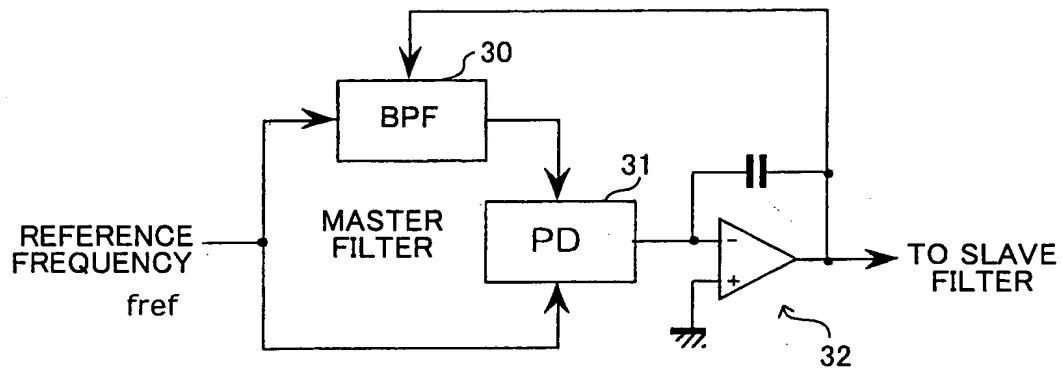 30
BPF
31
MASTER
FILTER
PD
REFERENCE
FREQUENCY
fref
−
+
TO SLAVE
FILTER
32